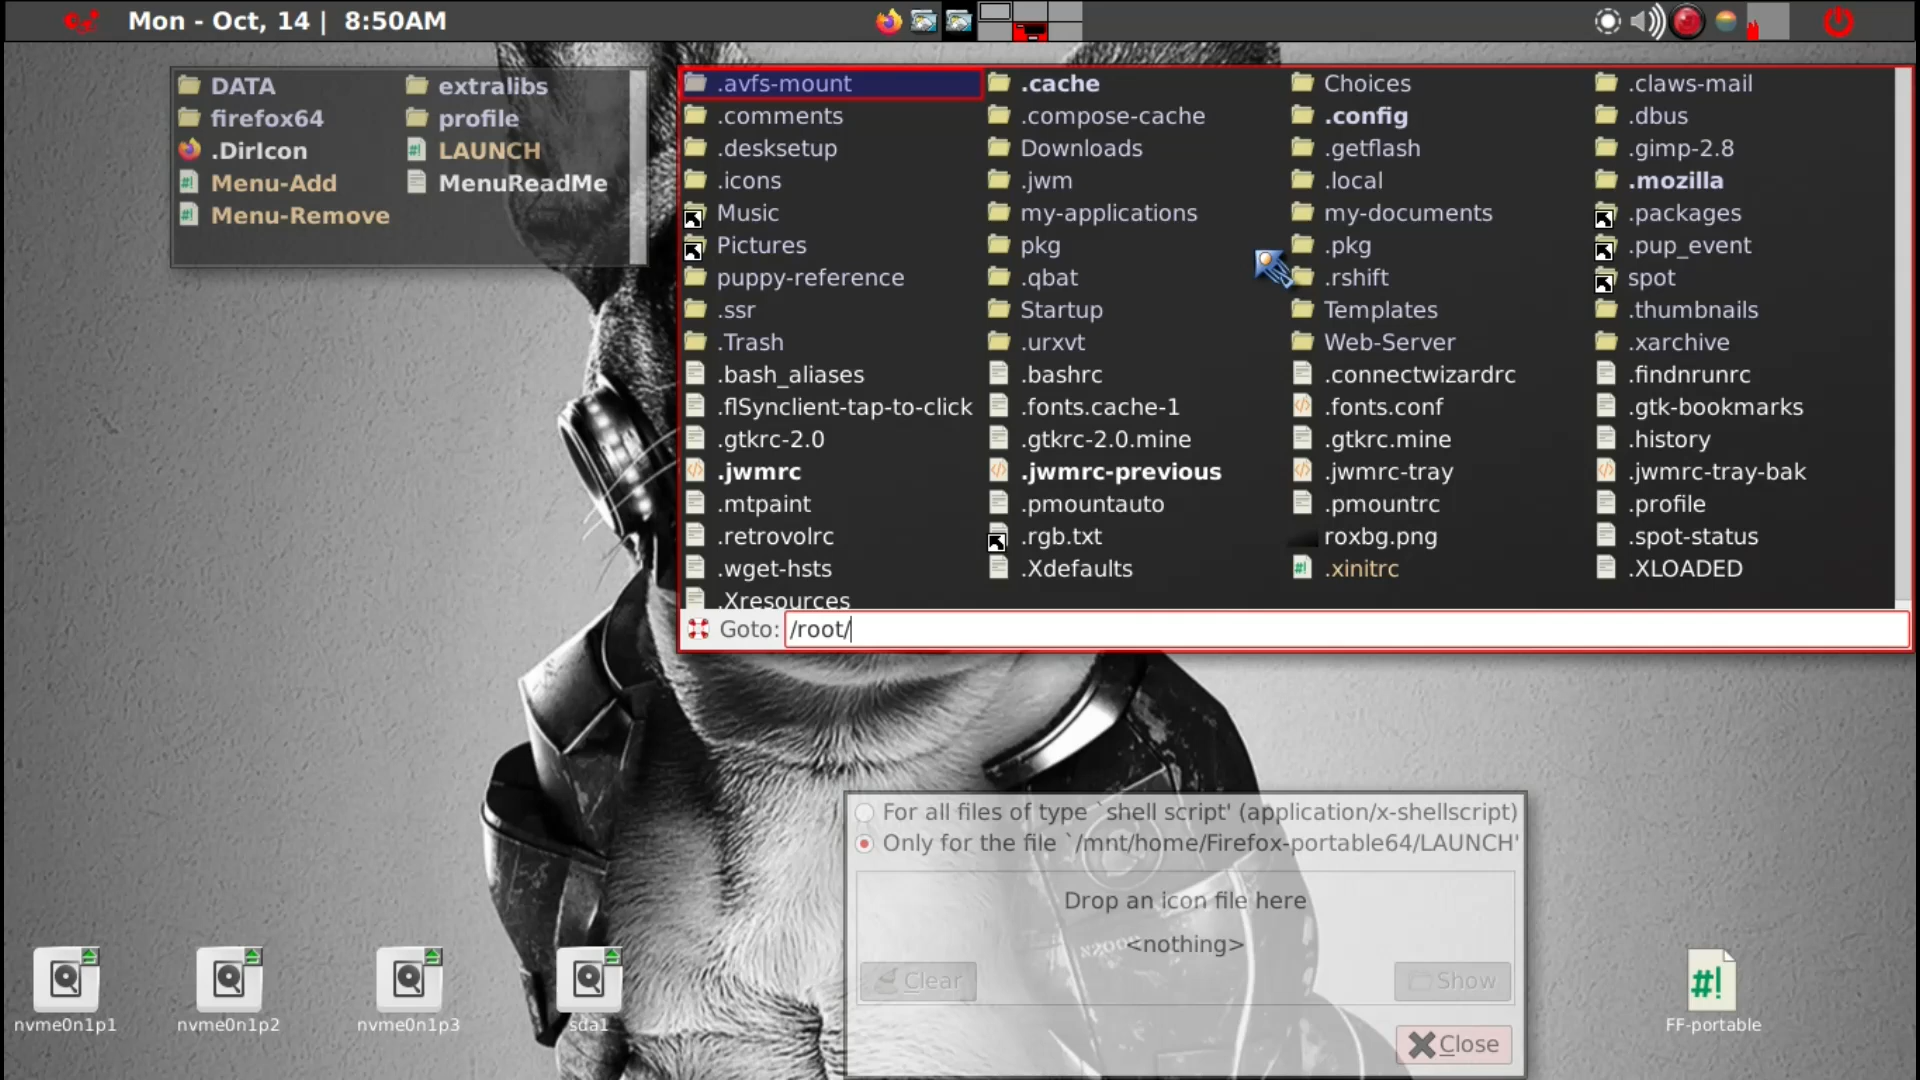 Mon - Oct, 14 | 8:50AM
DATA extralibs
firefox64 profile
.DirIcon LAUNCH
Menu-Add MenuReadMe
Menu-Remove
.avfs-mount .cache Choices .claws-mail
.comments .compose-cache .config .dbus
.desksetup Downloads .getflash .gimp-2.8
.icons .jwm .local .mozilla
Music my-applications my-documents .packages
Pictures pkg .pkg .pup_event
puppy-reference .qbat .rshift spot
.ssr Startup Templates .thumbnails
.Trash .urxvt Web-Server .xarchive
.bash_aliases .bashrc .connectwizardrc .findnrunrc
.flSynclient-tap-to-click .fonts.cache-1 .fonts.conf .gtk-bookmarks
.gtkrc-2.0 .gtkrc-2.0.mine .gtkrc.mine .history
.jwmrc .jwmrc-previous .jwmrc-tray .jwmrc-tray-bak
.mtpaint .pmountauto .pmountrc .profile
.retrovolrc .rgb.txt roxbg.png .spot-status
.wget-hsts .Xdefaults .xinitrc .XLOADED
.Xresources
Goto: /root/
For all files of type `shell script' (application/x-shellscript)
Only for the file `/mnt/home/Firefox-portable64/LAUNCH'
Drop an icon file here
<nothing>
Clear Show
Close
nvme0n1p1 nvme0n1p2 nvme0n1p3 sda1 FF-portable